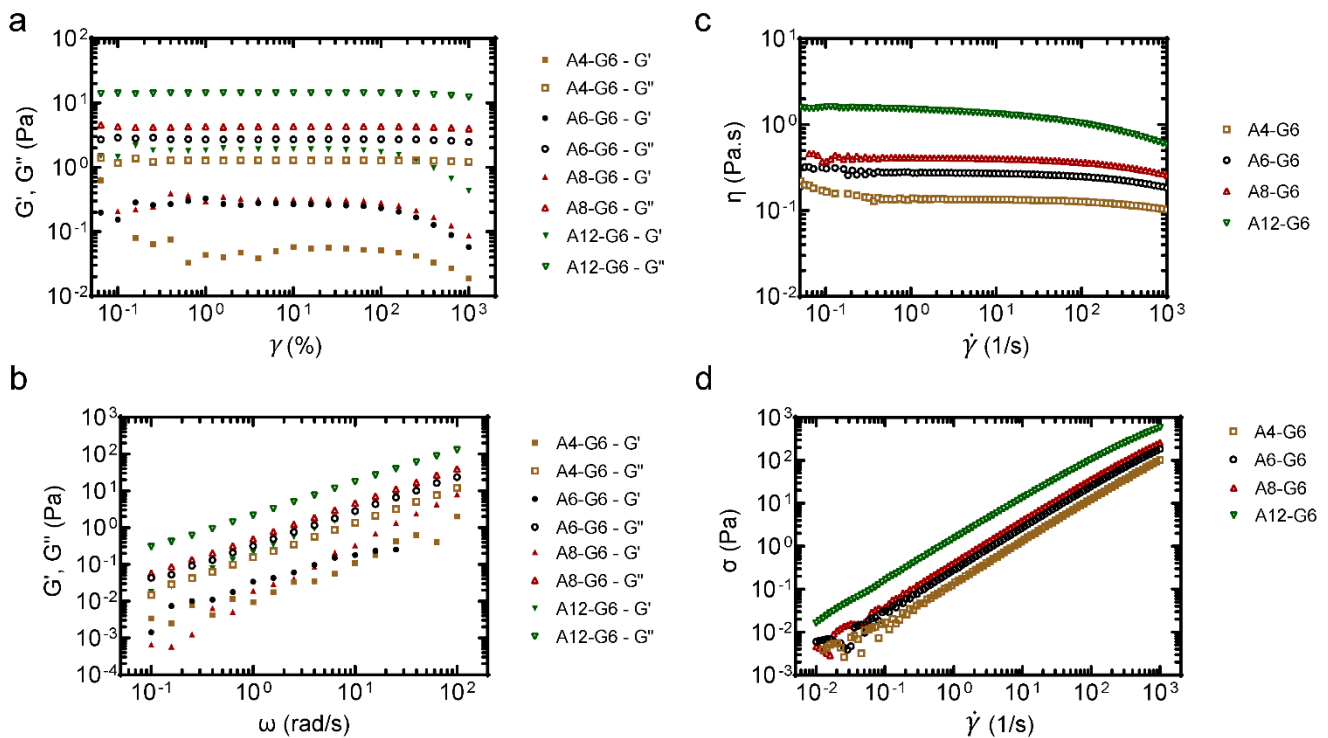 a
G', G" (Pa)
10²
10¹
10⁰
10⁻¹
10⁻²
10⁻¹ 10⁰ 10¹ 10² 10³
γ (%)
A4-G6 - G'
A4-G6 - G"
A6-G6 - G'
A6-G6 - G"
A8-G6 - G'
A8-G6 - G"
A12-G6 - G'
A12-G6 - G"
c
η (Pa.s)
10¹
10⁰
10⁻¹
10⁻²
10⁻¹ 10⁰ 10¹ 10² 10³
γ̇ (1/s)
A4-G6
A6-G6
A8-G6
A12-G6
b
G', G" (Pa)
10³
10²
10¹
10⁰
10⁻¹
10⁻²
10⁻³
10⁻⁴
10⁻¹ 10⁰ 10¹ 10²
ω (rad/s)
A4-G6 - G'
A4-G6 - G"
A6-G6 - G'
A6-G6 - G"
A8-G6 - G'
A8-G6 - G"
A12-G6 - G'
A12-G6 - G"
d
σ (Pa)
10³
10²
10¹
10⁰
10⁻¹
10⁻²
10⁻³
10⁻² 10⁻¹ 10⁰ 10¹ 10² 10³
γ̇ (1/s)
A4-G6
A6-G6
A8-G6
A12-G6